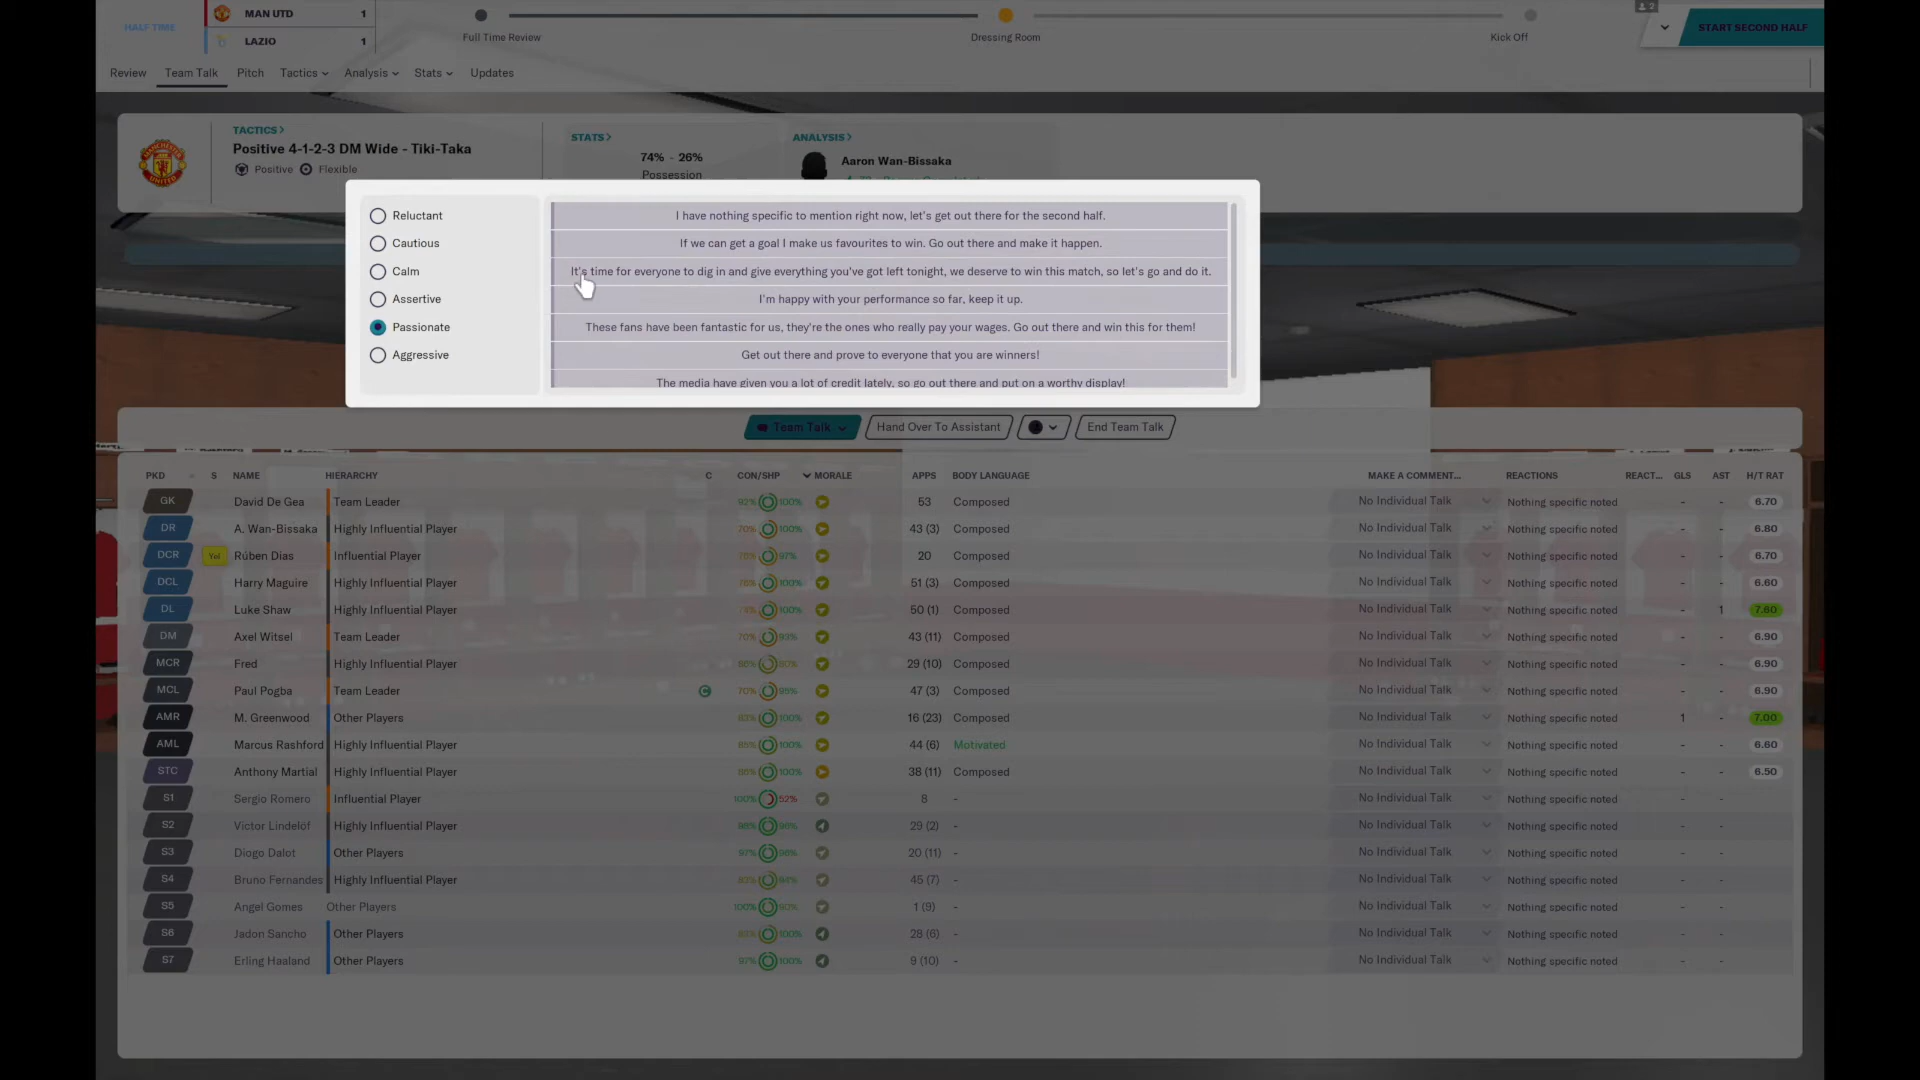 HALF TIME
MAN UTD 1
LAZIO 1
Full Time Review
Dressing Room
Kick Off
2
START SECOND HALF
Review Team Talk Pitch Tactics Analysis Stats Updates
TACTICS>
Positive 4-1-2-3 DM Wide - Tiki-Taka
Positive Flexible
STATS>
74% - 26%
Possession
ANALYSIS>
Aaron Wan-Bissaka
Reluctant
Cautious
Calm
Assertive
Passionate
Aggressive
I have nothing specific to mention right now, let's get out there for the second half.
If we can get a goal I make us favourites to win. Go out there and make it happen.
It's time for everyone to dig in and give everything you've got left tonight, we deserve to win this match, so let's go and do it.
I'm happy with your performance so far, keep it up.
These fans have been fantastic for us, they're the ones who really pay your wages. Go out there and win this for them!
Get out there and prove to everyone that you are winners!
The media have given you a lot of credit lately, so go out there and put on a worthy display!
Team Talk Hand Over To Assistant End Team Talk
PKD S NAME HIERARCHY C CON/SHP MORALE APPS BODY LANGUAGE MAKE A COMMENT... REACTIONS REACT... GLS AST H/T RAT
GK David De Gea Team Leader 92% 100% 53 Composed No Individual Talk Nothing specific noted - - 6.70
DR A. Wan-Bissaka Highly Influential Player 70% 100% 43 (3) Composed No Individual Talk Nothing specific noted - - 6.80
DCR Yel Rúben Dias Influential Player 97% 20 Composed No Individual Talk Nothing specific noted - - 6.70
DCL Harry Maguire Highly Influential Player 100% 51 (3) Composed No Individual Talk Nothing specific noted - - 6.60
DL Luke Shaw Highly Influential Player 100% 50 (1) Composed No Individual Talk Nothing specific noted - 1 7.60
DM Axel Witsel Team Leader 70% 43 (11) Composed No Individual Talk Nothing specific noted - - 6.90
MCR Fred Highly Influential Player 29 (10) Composed No Individual Talk Nothing specific noted - - 6.90
MCL Paul Pogba Team Leader C 70% 47 (3) Composed No Individual Talk Nothing specific noted - - 6.90
AMR M. Greenwood Other Players 100% 16 (23) Composed No Individual Talk Nothing specific noted 1 - 7.00
AML Marcus Rashford Highly Influential Player 100% 44 (6) Motivated No Individual Talk Nothing specific noted - - 6.60
STC Anthony Martial Highly Influential Player 100% 38 (11) Composed No Individual Talk Nothing specific noted - - 6.50
S1 Sergio Romero Influential Player 100% 52% 8 - No Individual Talk Nothing specific noted
S2 Victor Lindelöf Highly Influential Player 29 (2) - No Individual Talk Nothing specific noted
S3 Diogo Dalot Other Players 97% 20 (11) - No Individual Talk Nothing specific noted
S4 Bruno Fernandes Highly Influential Player 45 (7) - No Individual Talk Nothing specific noted
S5 Angel Gomes Other Players 100% 1 (9) - No Individual Talk Nothing specific noted
S6 Jadon Sancho Other Players 100% 28 (6) - No Individual Talk Nothing specific noted
S7 Erling Haaland Other Players 97% 100% 9 (10) - No Individual Talk Nothing specific noted